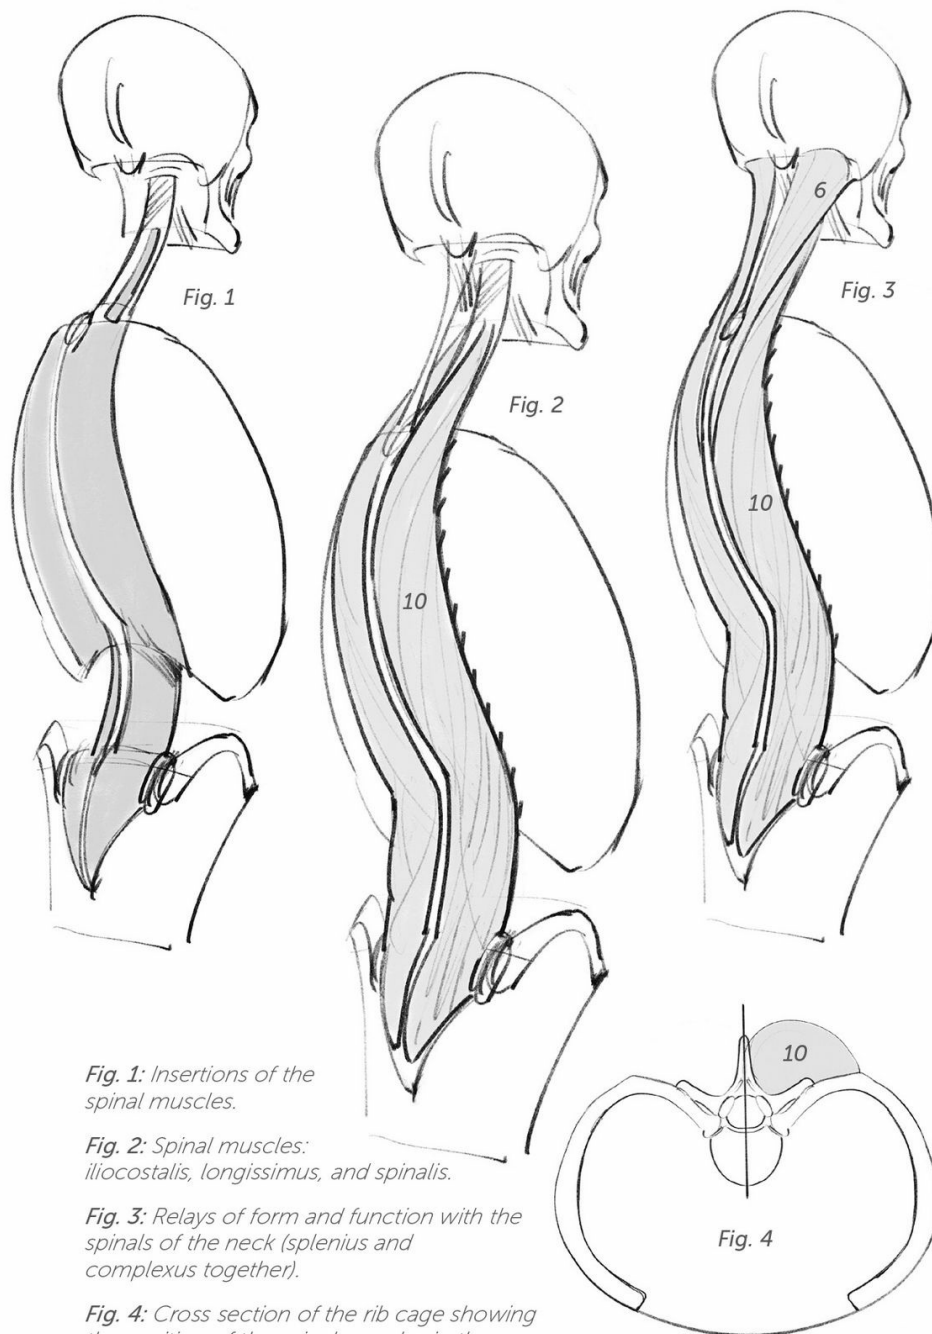 6
Fig. 1
Fig. 3
Fig. 2
10
10
10
Fig. 4
Fig. 1: Insertions of the
spinal muscles.
Fig. 2: Spinal muscles:
iliocostalis, longissimus, and spinalis.
Fig. 3: Relays of form and function with the
spinals of the neck (splenius and
complexus together).
Fig. 4: Cross section of the rib cage showing